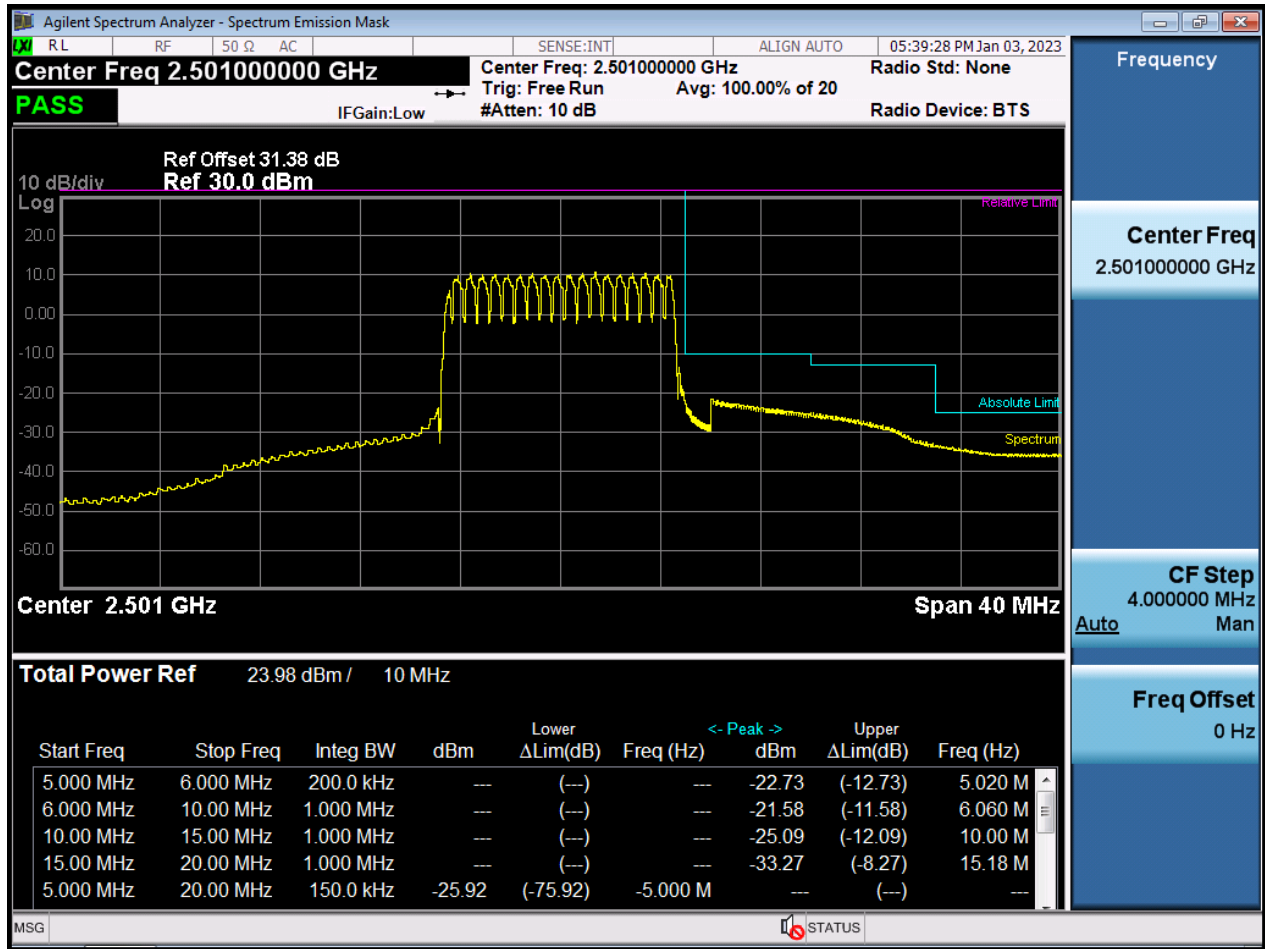 Agilent Spectrum Analyzer - Spectrum Emission Mask
LXI RL RF 50 Ω AC SENSE:INT ALIGN AUTO 05:39:28 PM Jan 03, 2023
Center Freq 2.501000000 GHz
Center Freq: 2.501000000 GHz Radio Std: None
Trig: Free Run Avg: 100.00% of 20
PASS IFGain:Low #Atten: 10 dB Radio Device: BTS
Ref Offset 31.38 dB
10 dB/div Ref 30.0 dBm
Log
Relative Limit
20.0
10.0
0.00
-10.0
-20.0
Absolute Limit
-30.0
Spectrum
-40.0
-50.0
-60.0
Center 2.501 GHz Span 40 MHz
Total Power Ref 23.98 dBm / 10 MHz
Lower <- Peak -> Upper
Start Freq Stop Freq Integ BW dBm ΔLim(dB) Freq (Hz) dBm ΔLim(dB) Freq (Hz)
5.000 MHz 6.000 MHz 200.0 kHz --- (---) --- -22.73 (-12.73) 5.020 M
6.000 MHz 10.00 MHz 1.000 MHz --- (---) --- -21.58 (-11.58) 6.060 M
10.00 MHz 15.00 MHz 1.000 MHz --- (---) --- -25.09 (-12.09) 10.00 M
15.00 MHz 20.00 MHz 1.000 MHz --- (---) --- -33.27 (-8.27) 15.18 M
5.000 MHz 20.00 MHz 150.0 kHz -25.92 (-75.92) -5.000 M --- (---) ---
MSG STATUS
Frequency
Center Freq
2.501000000 GHz
CF Step
4.000000 MHz
Auto Man
Freq Offset
0 Hz